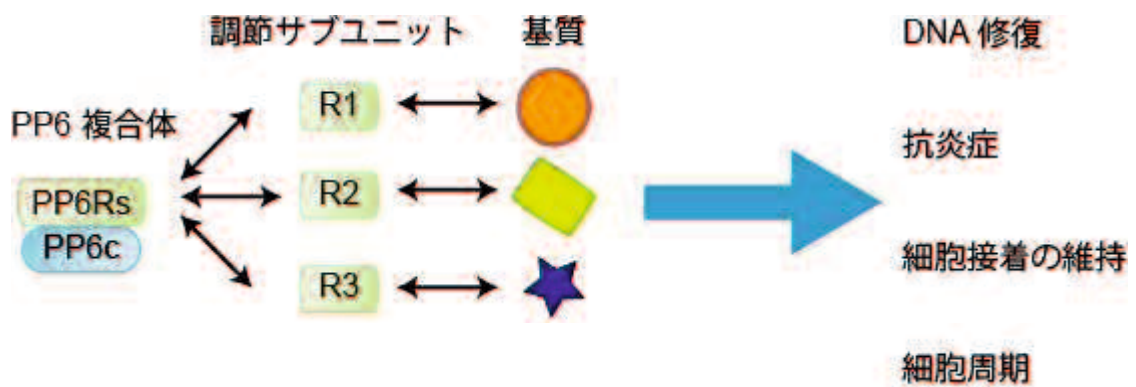 調節サブユニット
基質
PP6 複合体
PP6Rs
PP6c
R1
R2
R3
DNA 修復
抗炎症
細胞接着の維持
細胞周期